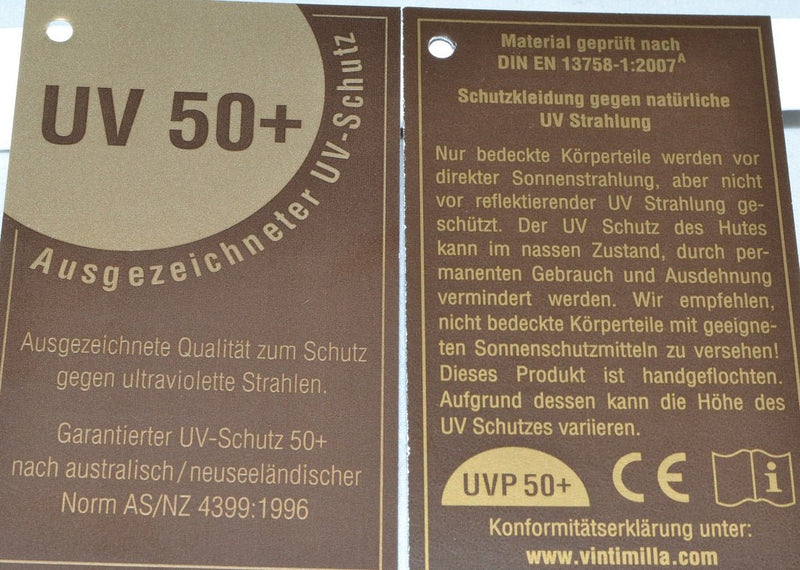 UV 50+
Ausgezeichneter UV-Schutz
Ausgezeichnete Qualität zum Schutz
gegen ultraviolette Strahlen.
Garantierter UV-Schutz 50+
nach australisch/neuseeländischer
Norm AS/NZ 4399:1996
Material geprüft nach
DIN EN 13758-1:2007ᴬ
Schutzkleidung gegen natürliche
UV Strahlung
Nur bedeckte Körperteile werden vor
direkter Sonnenstrahlung, aber nicht
vor reflektierender UV Strahlung ge-
schützt. Der UV Schutz des Hutes
kann im nassen Zustand, durch per-
manenten Gebrauch und Ausdehnung
vermindert werden. Wir empfehlen,
nicht bedeckte Körperteile mit geeigne-
ten Sonnenschutzmitteln zu versehen!
Dieses Produkt ist handgeflochten.
Aufgrund dessen kann die Höhe des
UV Schutzes variieren.
UVP 50+
CE
i
Konformitätserklärung unter:
www.vintimilla.com